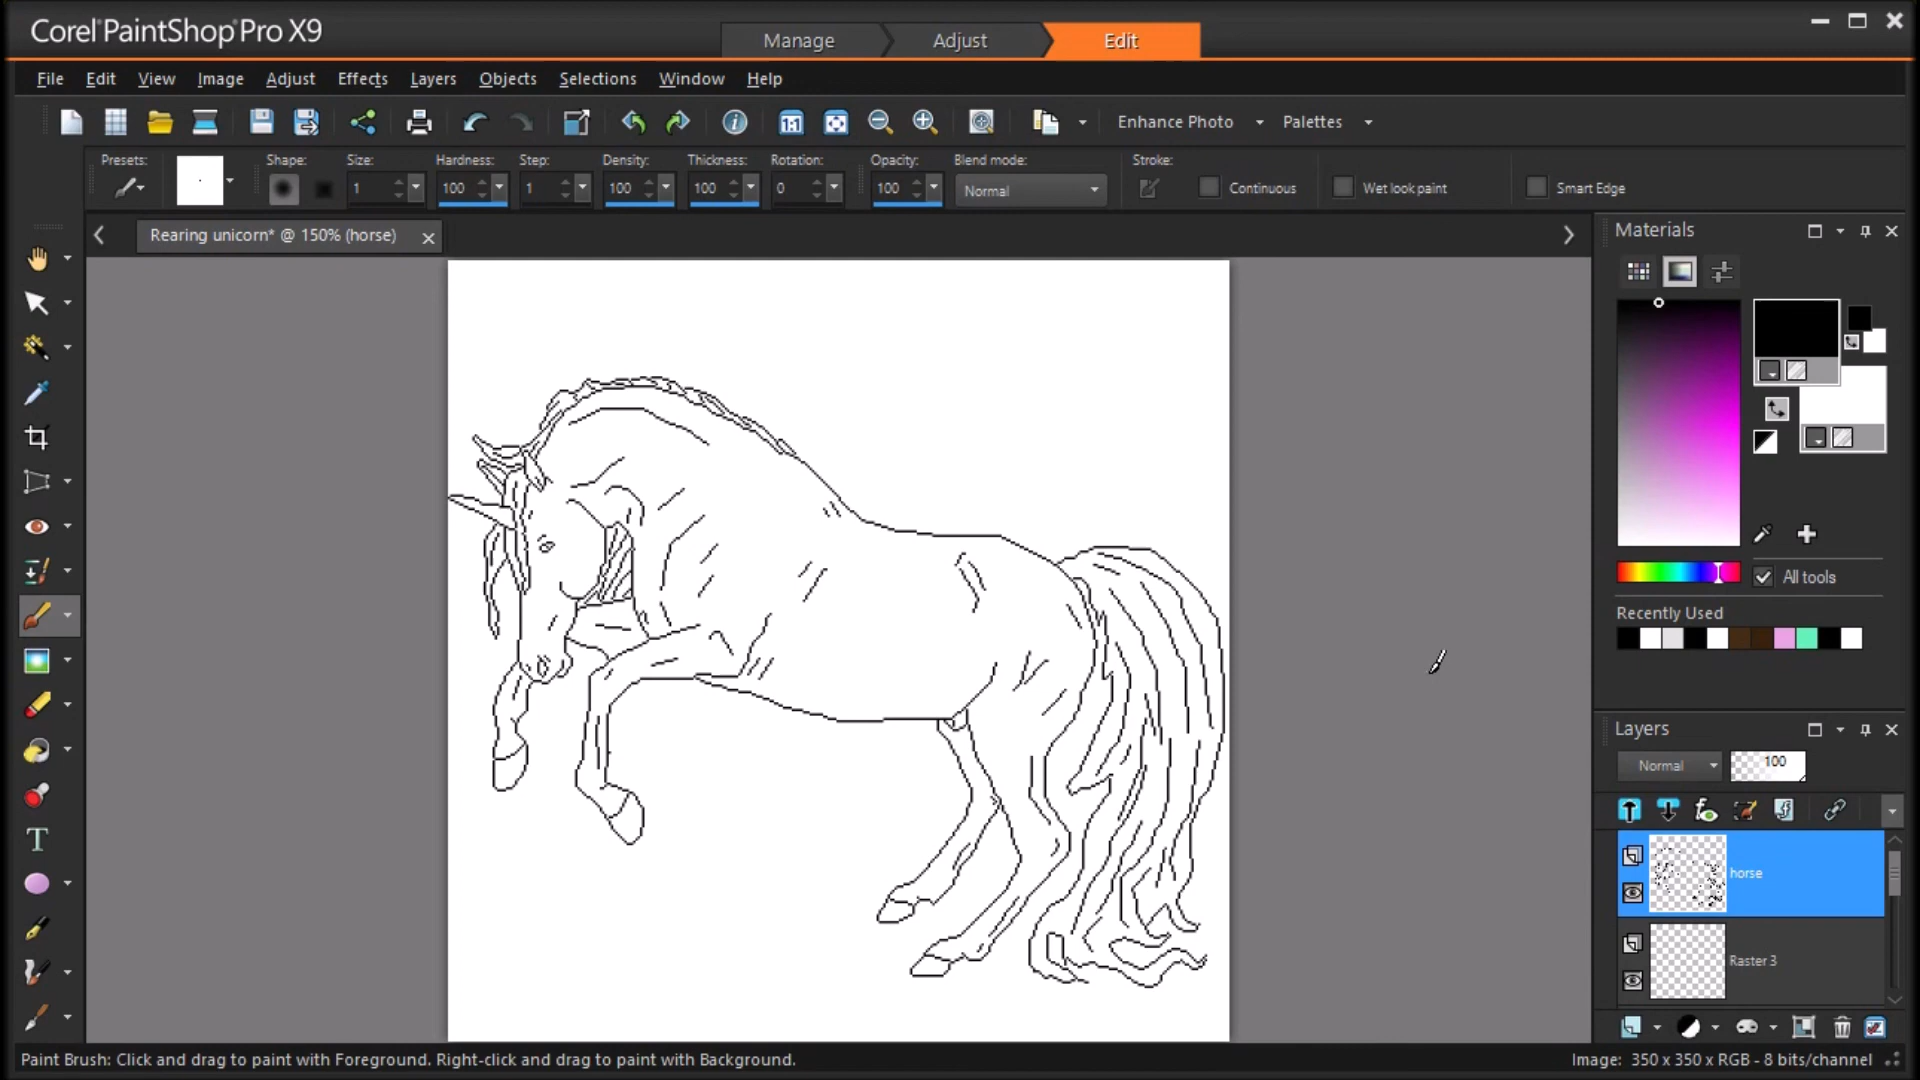 Corel® PaintShop® Pro X9
Manage Adjust Edit
File Edit View Image Adjust Effects Layers Objects Selections Window Help
1:1 Enhance Photo Palettes
Presets: Shape: Size: Hardness: Step: Density: Thickness: Rotation: Opacity: Blend mode: Stroke:
1 100 1 100 100 0 100 Normal Continuous Wet look paint Smart Edge
Rearing unicorn* @ 150% (horse)
Materials
All tools
Recently Used
Layers
Normal 100
horse
Raster 3
Paint Brush: Click and drag to paint with Foreground. Right-click and drag to paint with Background.
Image: 350 x 350 x RGB - 8 bits/channel